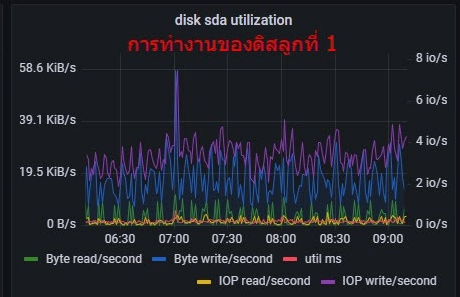 disk sda utilization
การทำงานของดิสลูกที่ 1
58.6 KiB/s
39.1 KiB/s
19.5 KiB/s
0 B/s
8 io/s
6 io/s
4 io/s
2 io/s
0 io/s
06:30 07:00 07:30 08:00 08:30 09:00
Byte read/second Byte write/second util ms
IOP read/second IOP write/second